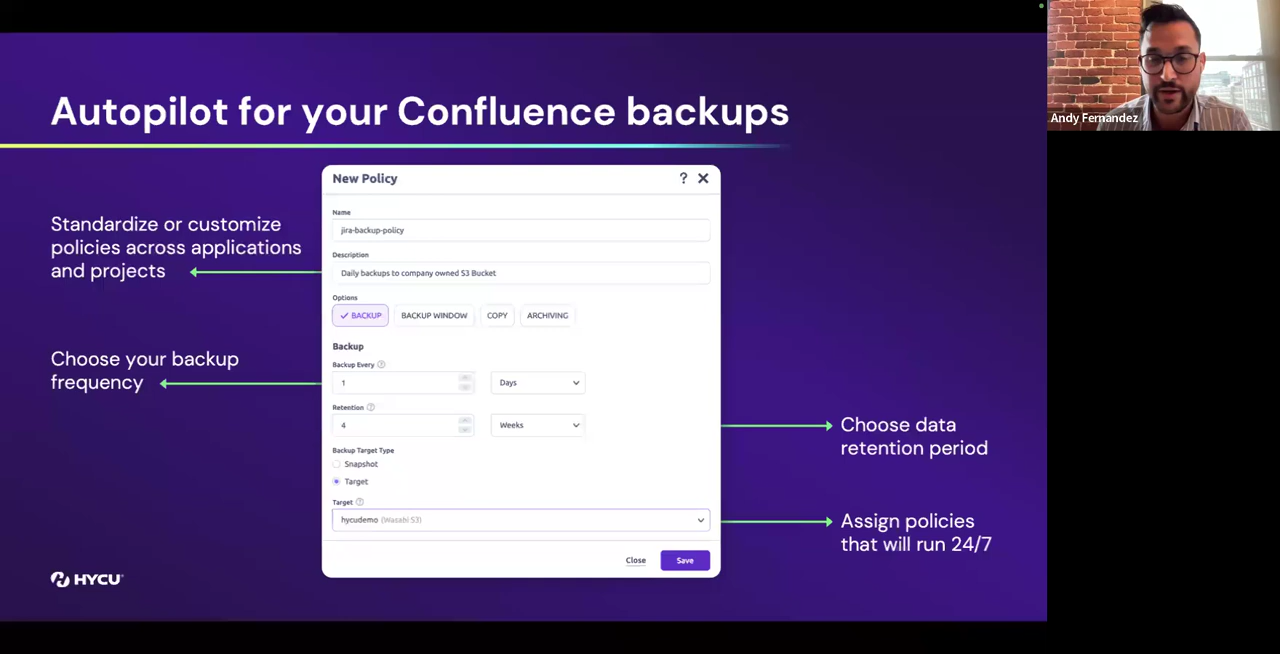 Autopilot for your Confluence backups
Andy Fernandez
New Policy
?
Standardize or customize
policies across applications
and projects
Name
jira-backup-policy
Description
Daily backups to company owned S3 Bucket
Options
BACKUP
BACKUP WINDOW
COPY
ARCHIVING
Choose your backup
frequency
Backup
Backup Every ?
1
Days
Retention ?
4
Weeks
Backup Target Type
Snapshot
Target
Target ?
hycudemo (Wasabi S3)
Close
Save
Choose data
retention period
Assign policies
that will run 24/7
HYCU